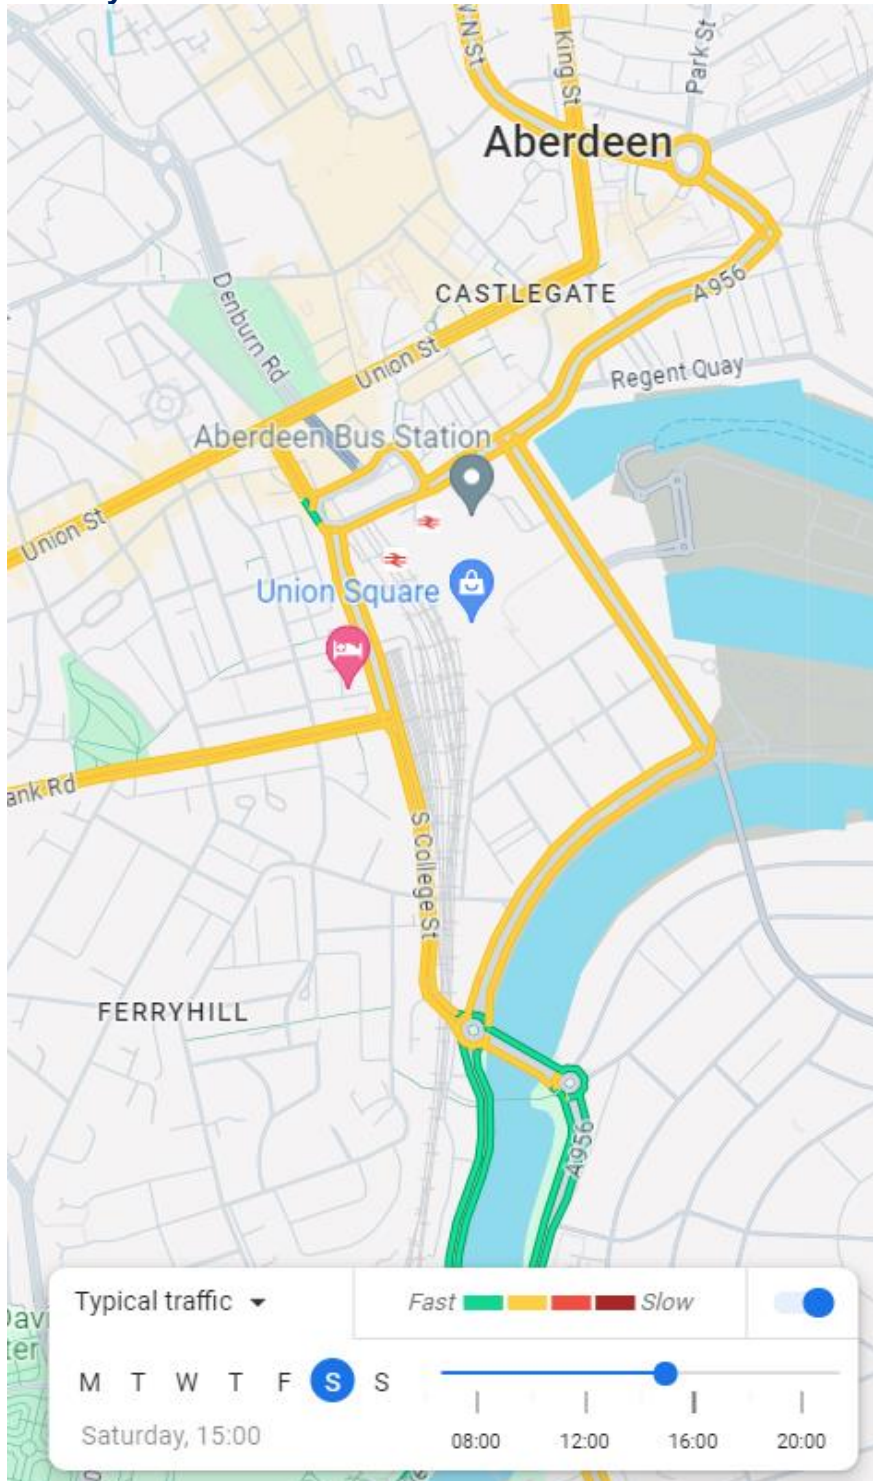 King St
Park St
Aberdeen
CASTLEGATE
A956
Denburn Rd
Union St
Regent Quay
Aberdeen Bus Station
Union St
Union Square
ank Rd
S College St
FERRYHILL
A956
Typical traffic
Fast
Slow
M T W T F S S
Saturday, 15:00
08:00 12:00 16:00 20:00